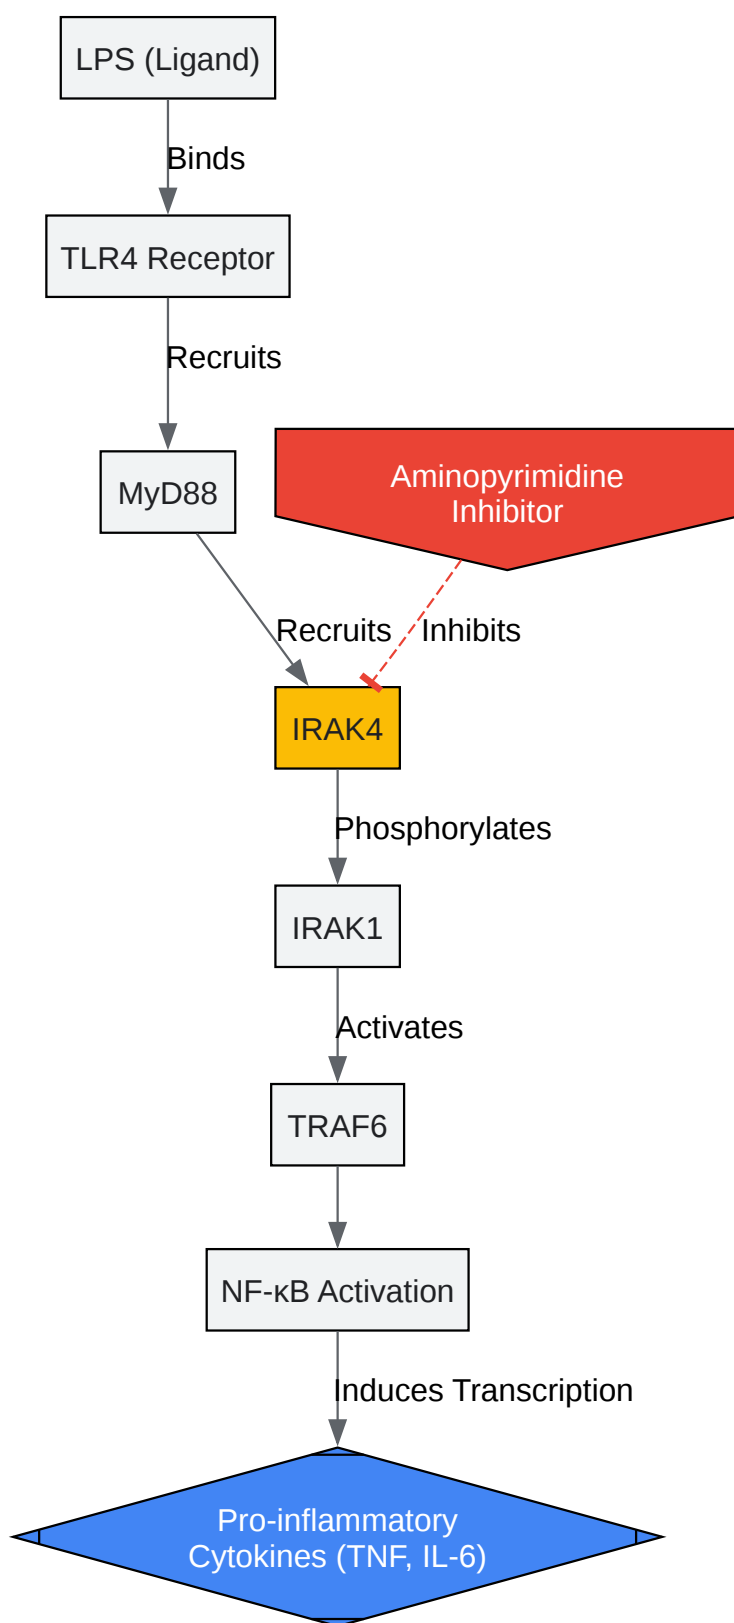 LPS (Ligand)
Binds
TLR4 Receptor
Recruits
MyD88
Aminopyrimidine
Inhibitor
Recruits
Inhibits
IRAK4
Phosphorylates
IRAK1
Activates
TRAF6
NF-κB Activation
Induces Transcription
Pro-inflammatory
Cytokines (TNF, IL-6)